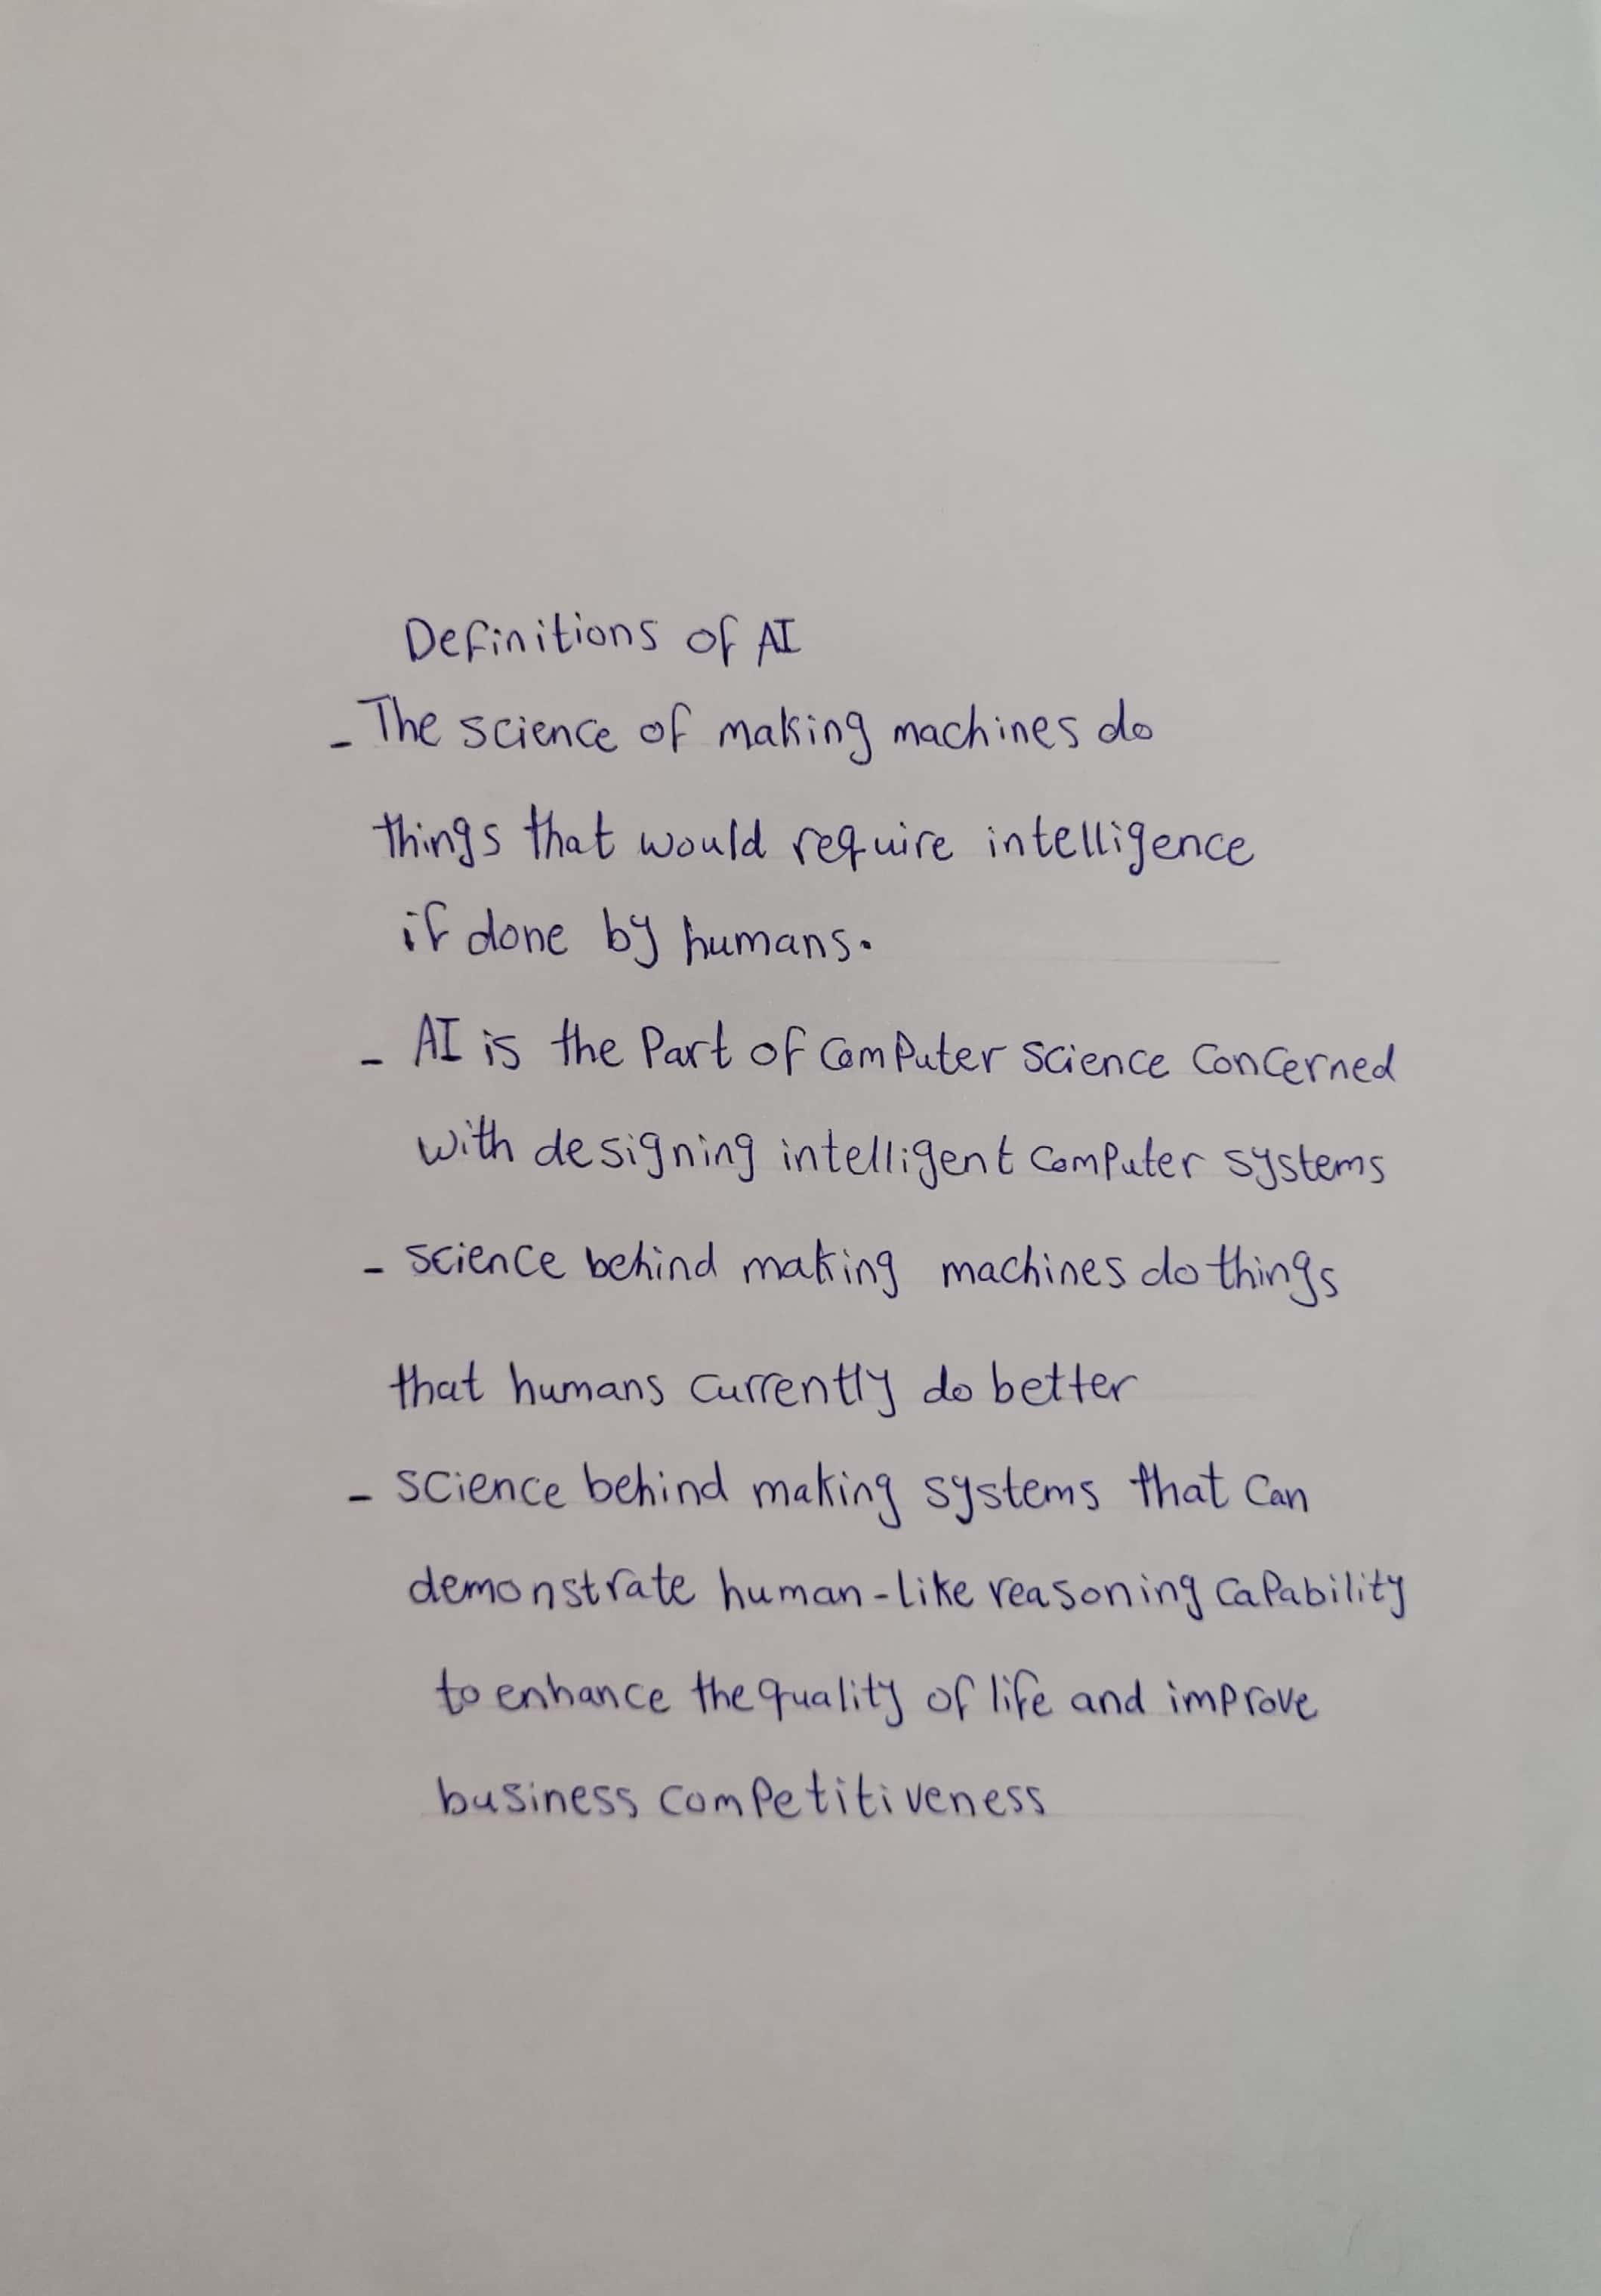 Definitions of AI
- The science of making machines do
things that would require intelligence
if done by humans.
- AI is the Part of computer science concerned
with designing intelligent computer systems
- science behind making machines do things
that humans currently do better
- science behind making systems that can
demonstrate human-like reasoning capability
to enhance the quality of life and improve
business competitiveness